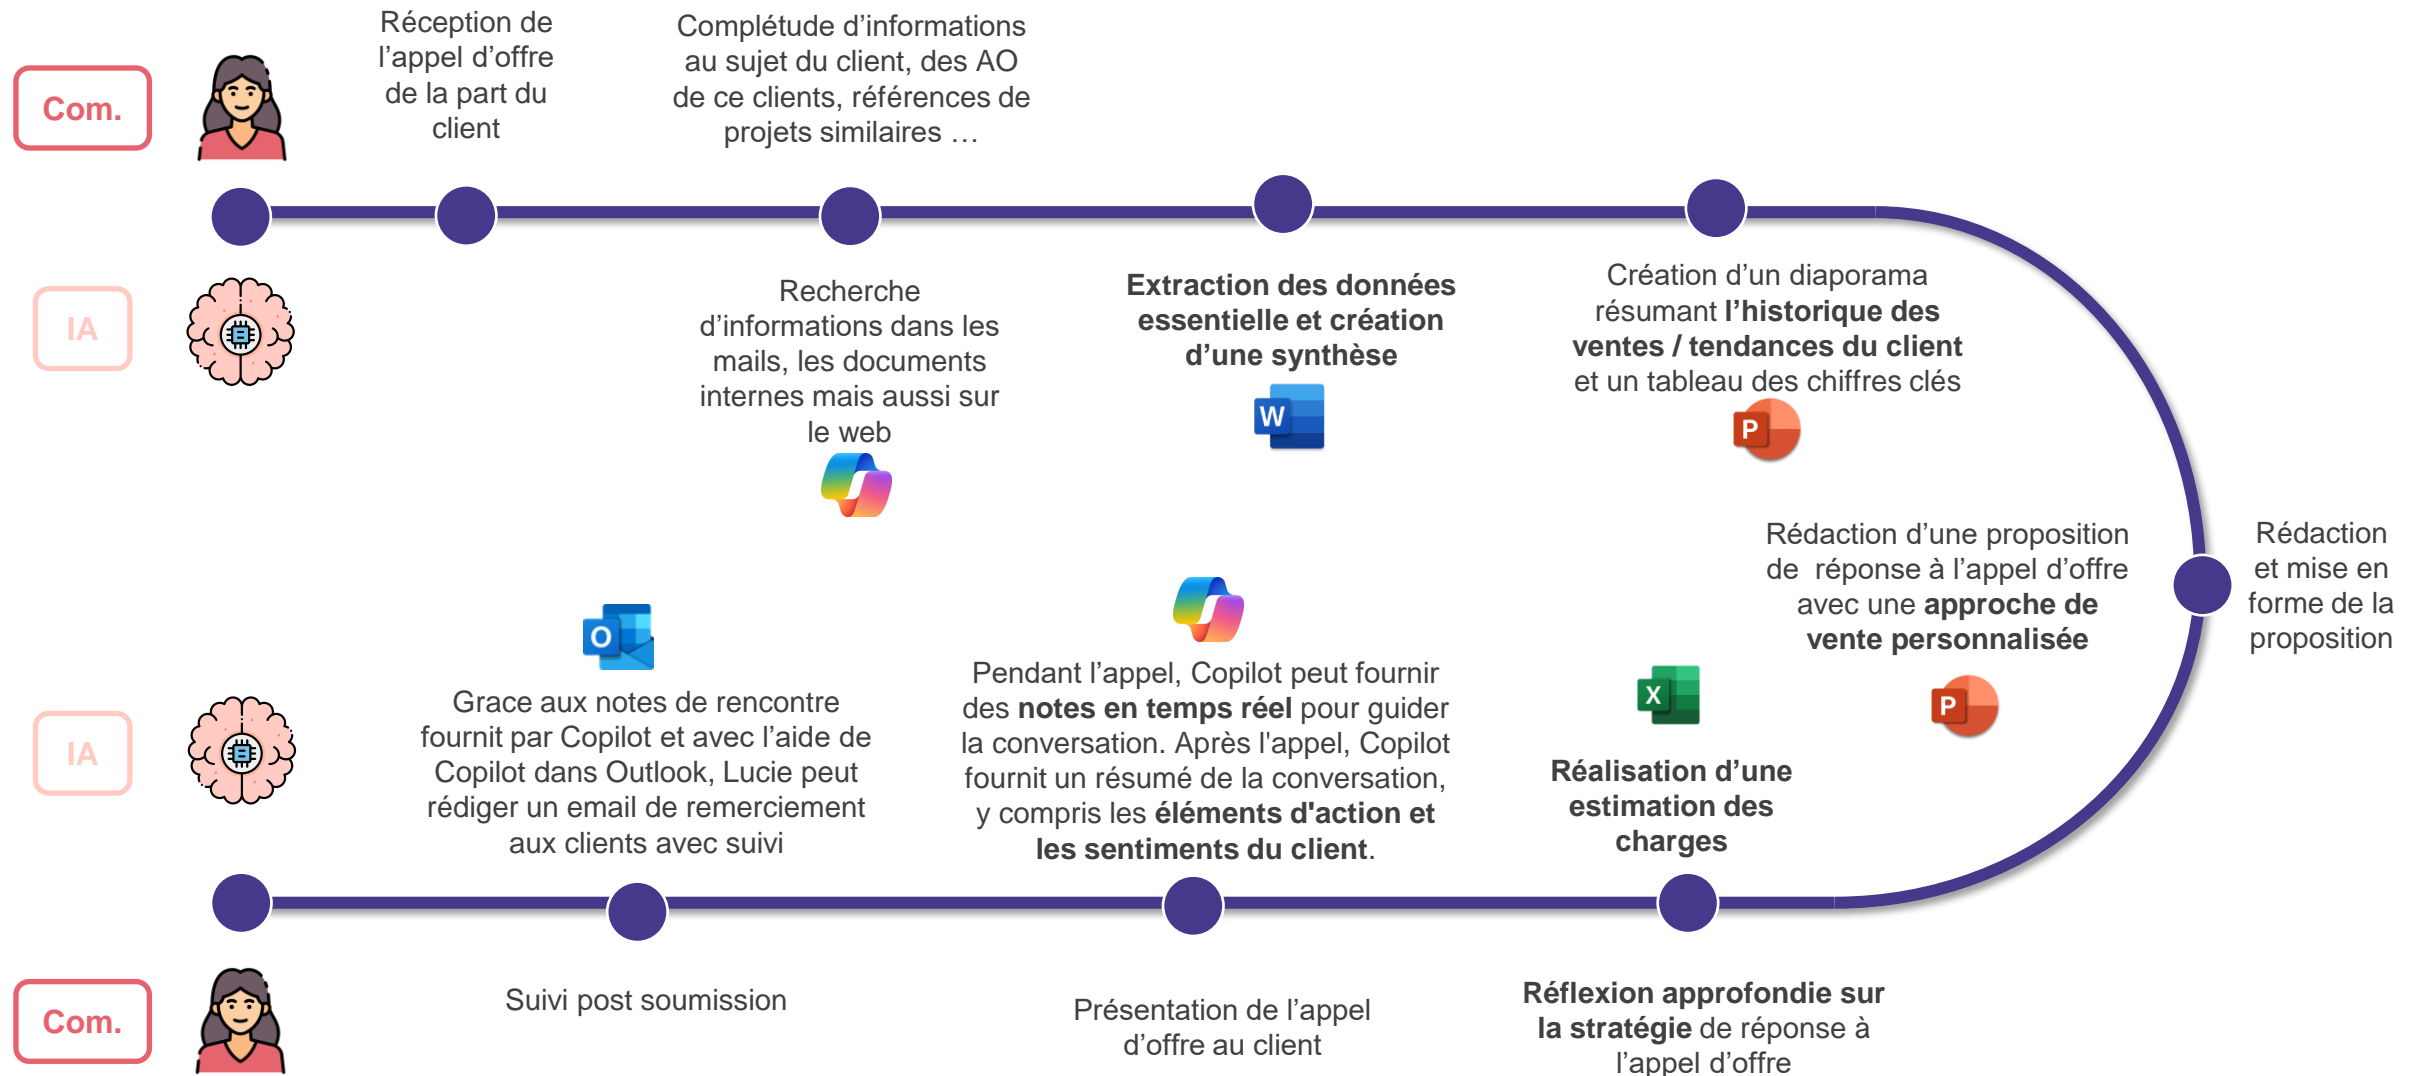 Com.
Réception de
l'appel d'offre
de la part du
client
Complétude d'informations
au sujet du client, des AO
de ce clients, références de
projets similaires …
IA
Recherche
d'informations dans les
mails, les documents
internes mais aussi sur
le web
Extraction des données
essentielle et création
d'une synthèse
W
Création d'un diaporama
résumant l'historique des
ventes / tendances du client
et un tableau des chiffres clés
P
Rédaction d'une proposition
de  réponse à l'appel d'offre
avec une approche de
vente personnalisée
P
Rédaction
et mise en
forme de la
proposition
IA
O
Grace aux notes de rencontre
fournit par Copilot et avec l'aide de
Copilot dans Outlook, Lucie peut
rédiger un email de remerciement
aux clients avec suivi
Pendant l'appel, Copilot peut fournir
des notes en temps réel pour guider
la conversation. Après l'appel, Copilot
fournit un résumé de la conversation,
y compris les éléments d'action et
les sentiments du client.
X
Réalisation d'une
estimation des
charges
Com.
Suivi post soumission
Présentation de l'appel
d'offre au client
Réflexion approfondie sur
la stratégie de réponse à
l'appel d'offre